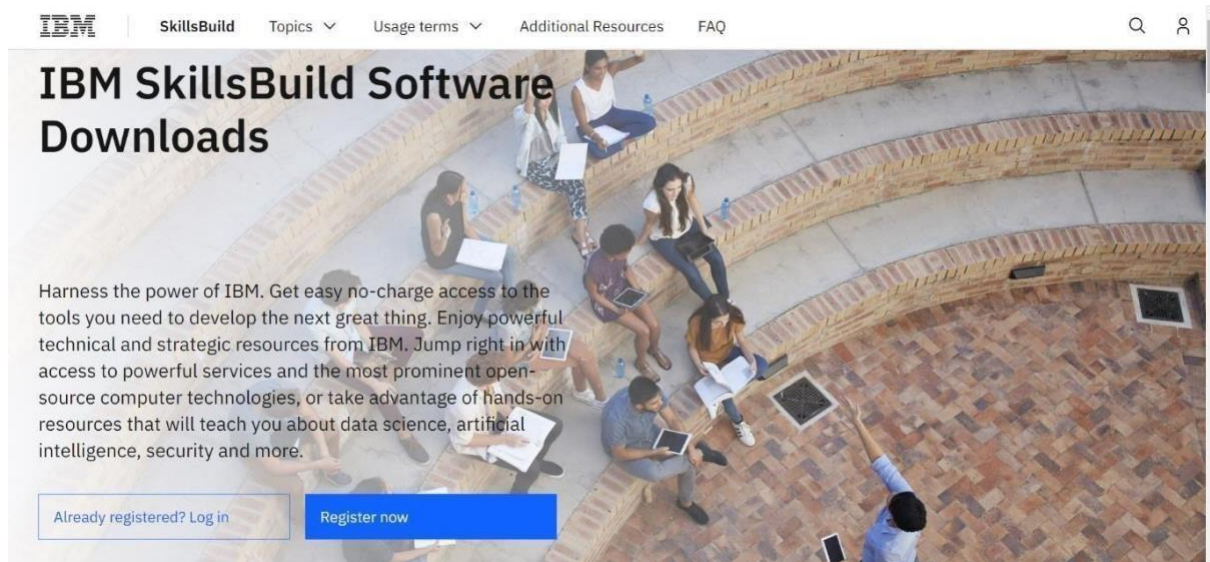 IBM SkillsBuild Topics Usage terms Additional Resources FAQ
IBM SkillsBuild Software
Downloads
Harness the power of IBM. Get easy no-charge access to the
tools you need to develop the next great thing. Enjoy powerful
technical and strategic resources from IBM. Jump right in with
access to powerful services and the most prominent open-
source computer technologies, or take advantage of hands-on
resources that will teach you about data science, artificial
intelligence, security and more.
Already registered? Log in Register now